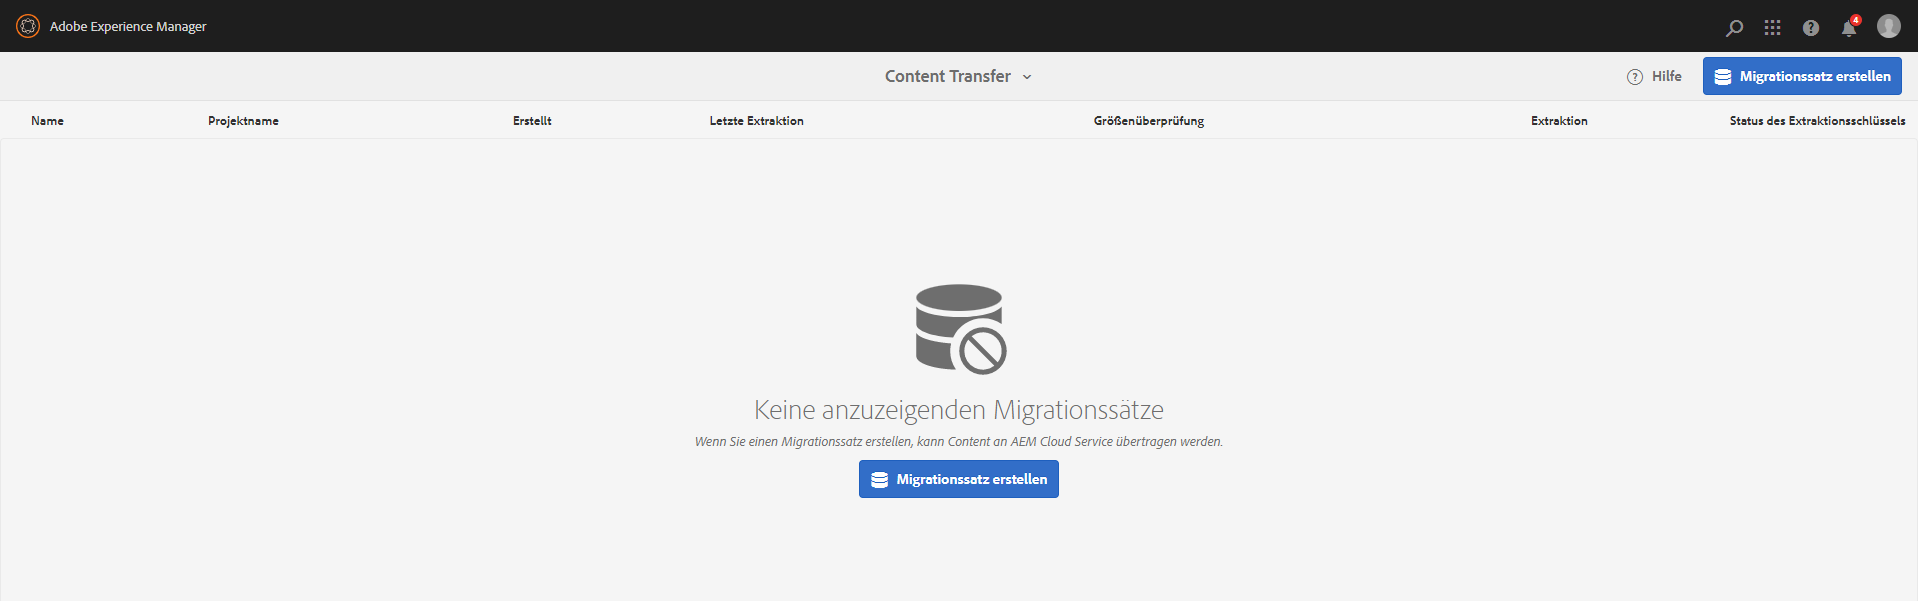 Adobe Experience Manager
4
Content Transfer
Hilfe
Migrationssatz erstellen
Name Projektname Erstellt Letzte Extraktion Größenüberprüfung Extraktion Status des Extraktionsschlüssels
Keine anzuzeigenden Migrationssätze
Wenn Sie einen Migrationssatz erstellen, kann Content an AEM Cloud Service übertragen werden.
Migrationssatz erstellen